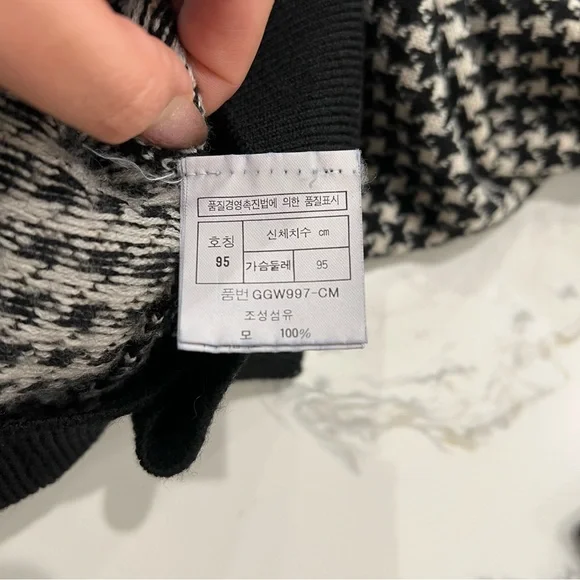 품질경영촉진법에 의한 품질표시
호칭 신체치수 cm
95 가슴둘레 95
품번 GGW997-CM
조성섬유
모 100%